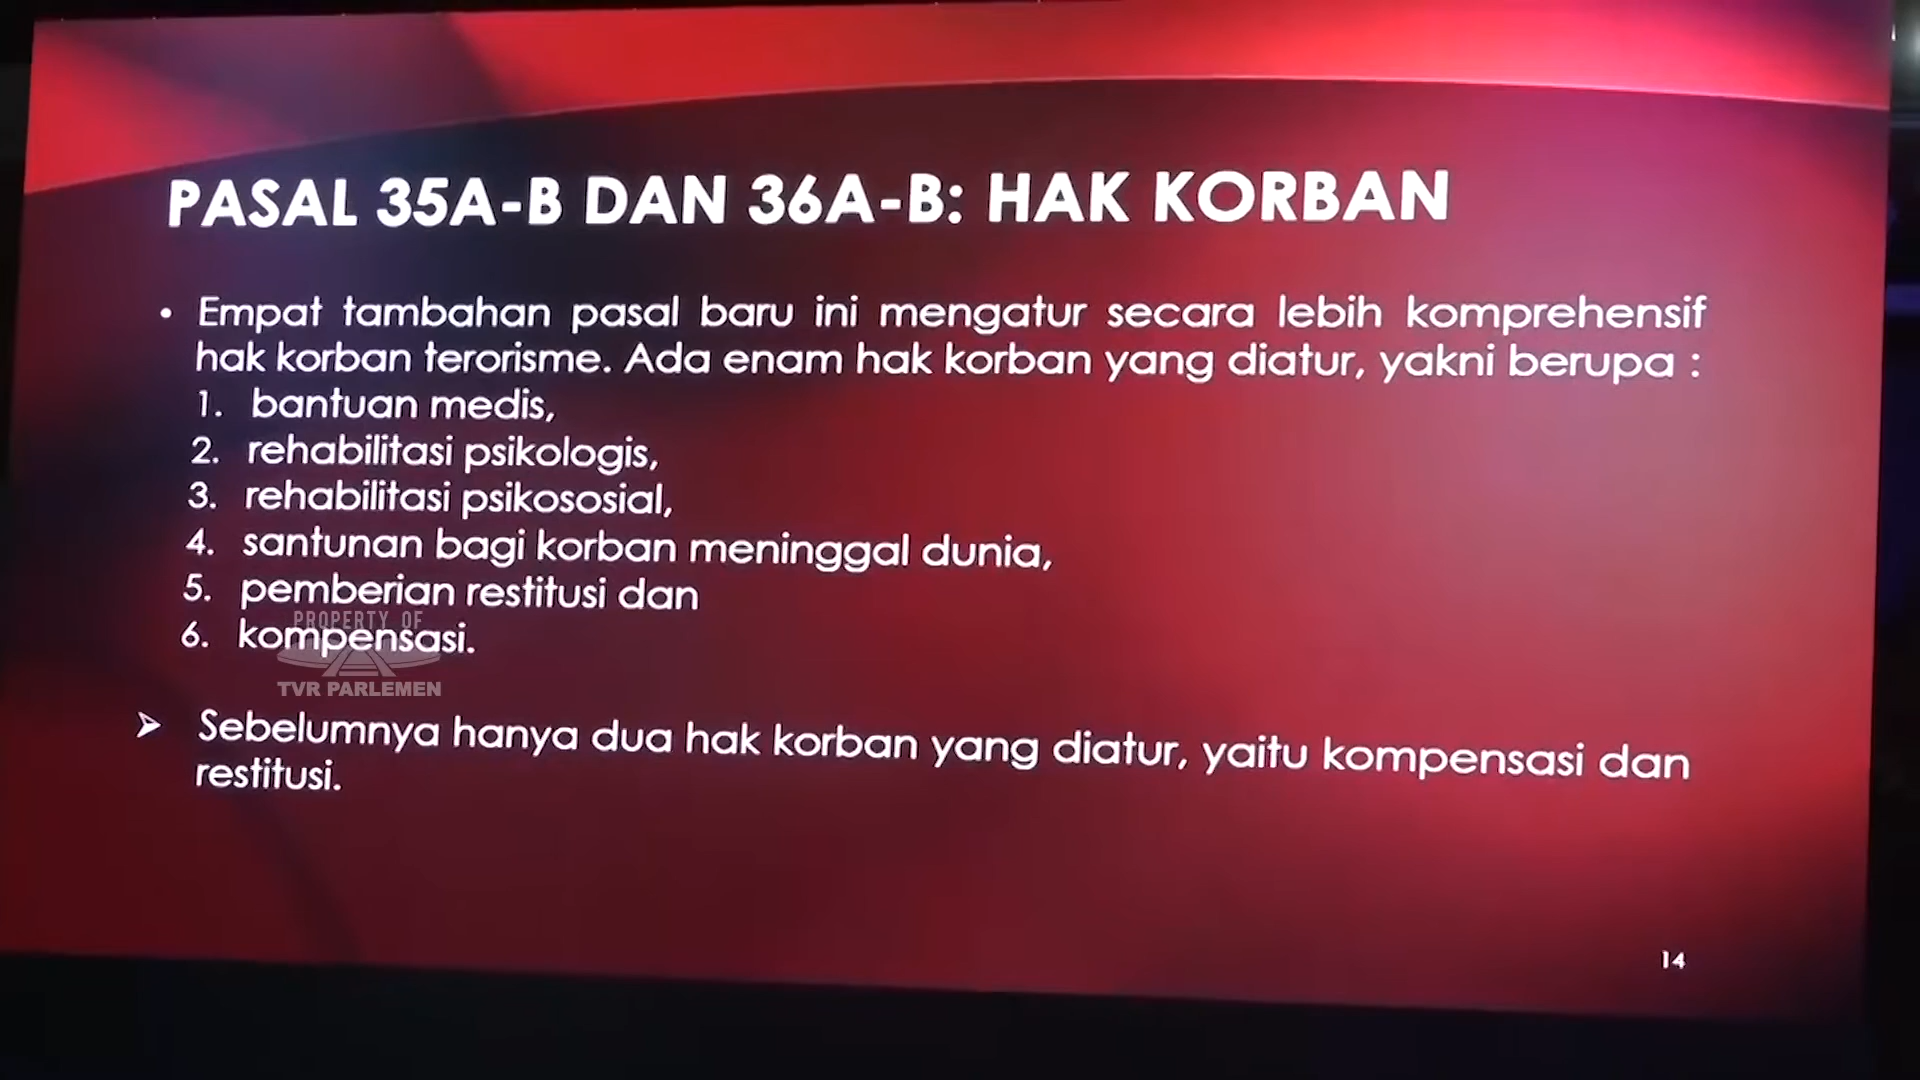 PASAL 35A-B DAN 36A-B: HAK KORBAN
• Empat tambahan pasal baru ini mengatur secara lebih komprehensif
hak korban terorisme. Ada enam hak korban yang diatur, yakni berupa :
1. bantuan medis,
2. rehabilitasi psikologis,
3. rehabilitasi psikososial,
4. santunan bagi korban meninggal dunia,
5. pemberian restitusi dan
6. kompensasi.
PROPERTY OF
TVR PARLEMEN
➢ Sebelumnya hanya dua hak korban yang diatur, yaitu kompensasi dan
restitusi.
14